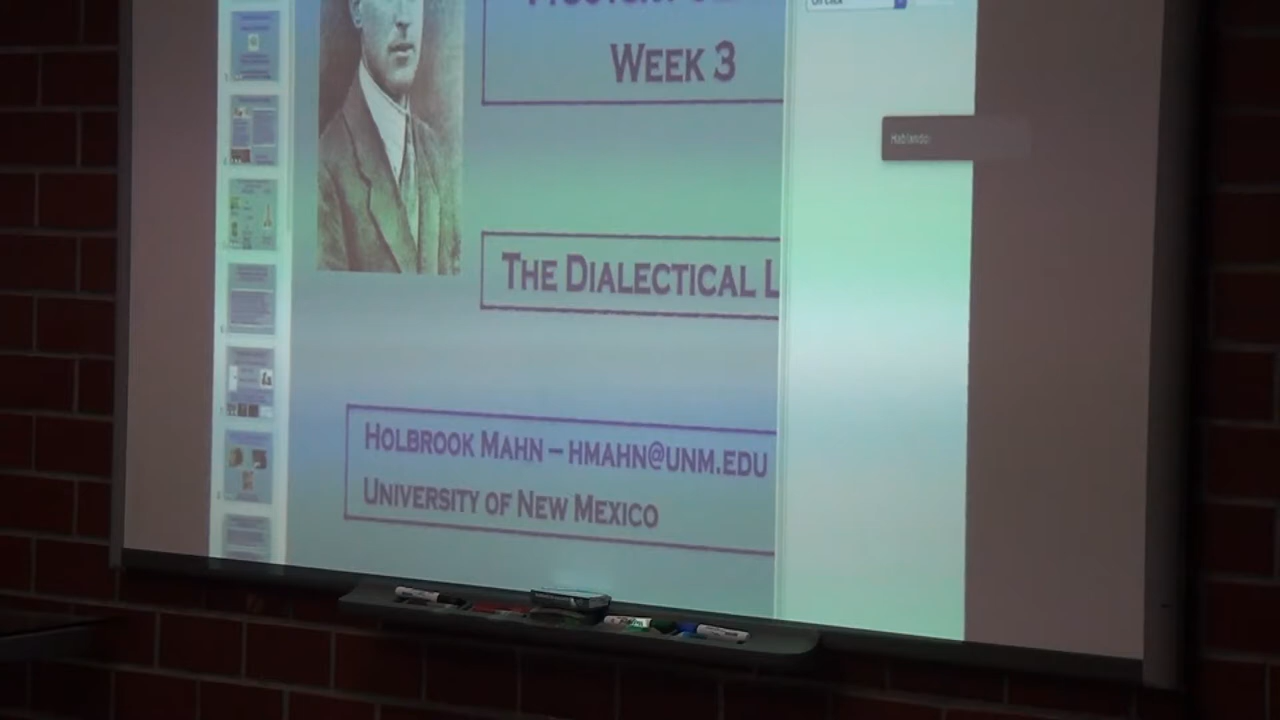 WEEK 3
THE DIALECTICAL L
HOLBROOK MAHN – HMAHN@UNM.EDU
UNIVERSITY OF NEW MEXICO
Hablando: